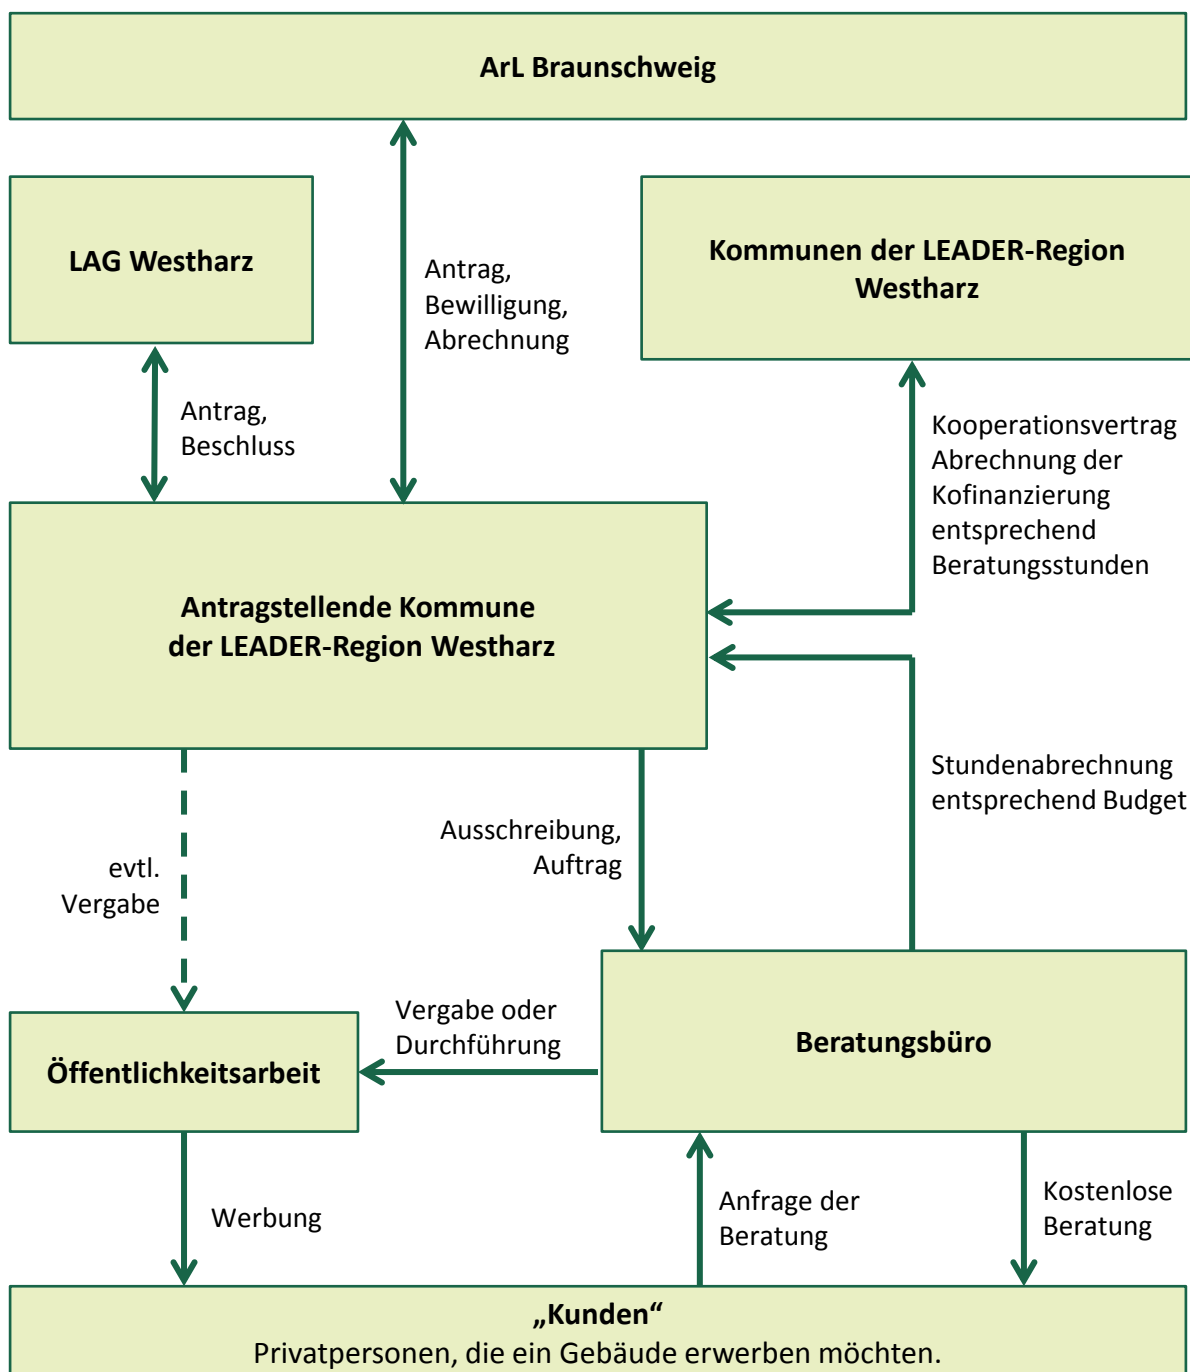 ArL Braunschweig
LAG Westharz
Kommunen der LEADER-Region
Westharz
Antrag,
Bewilligung,
Abrechnung
Antrag,
Beschluss
Kooperationsvertrag
Abrechnung der
Kofinanzierung
entsprechend
Beratungsstunden
Antragstellende Kommune
der LEADER-Region Westharz
Stundenabrechnung
entsprechend Budget
Ausschreibung,
Auftrag
evtl.
Vergabe
Vergabe oder
Durchführung
Beratungsbüro
Öffentlichkeitsarbeit
Werbung
Anfrage der
Beratung
Kostenlose
Beratung
„Kunden“
Privatpersonen, die ein Gebäude erwerben möchten.